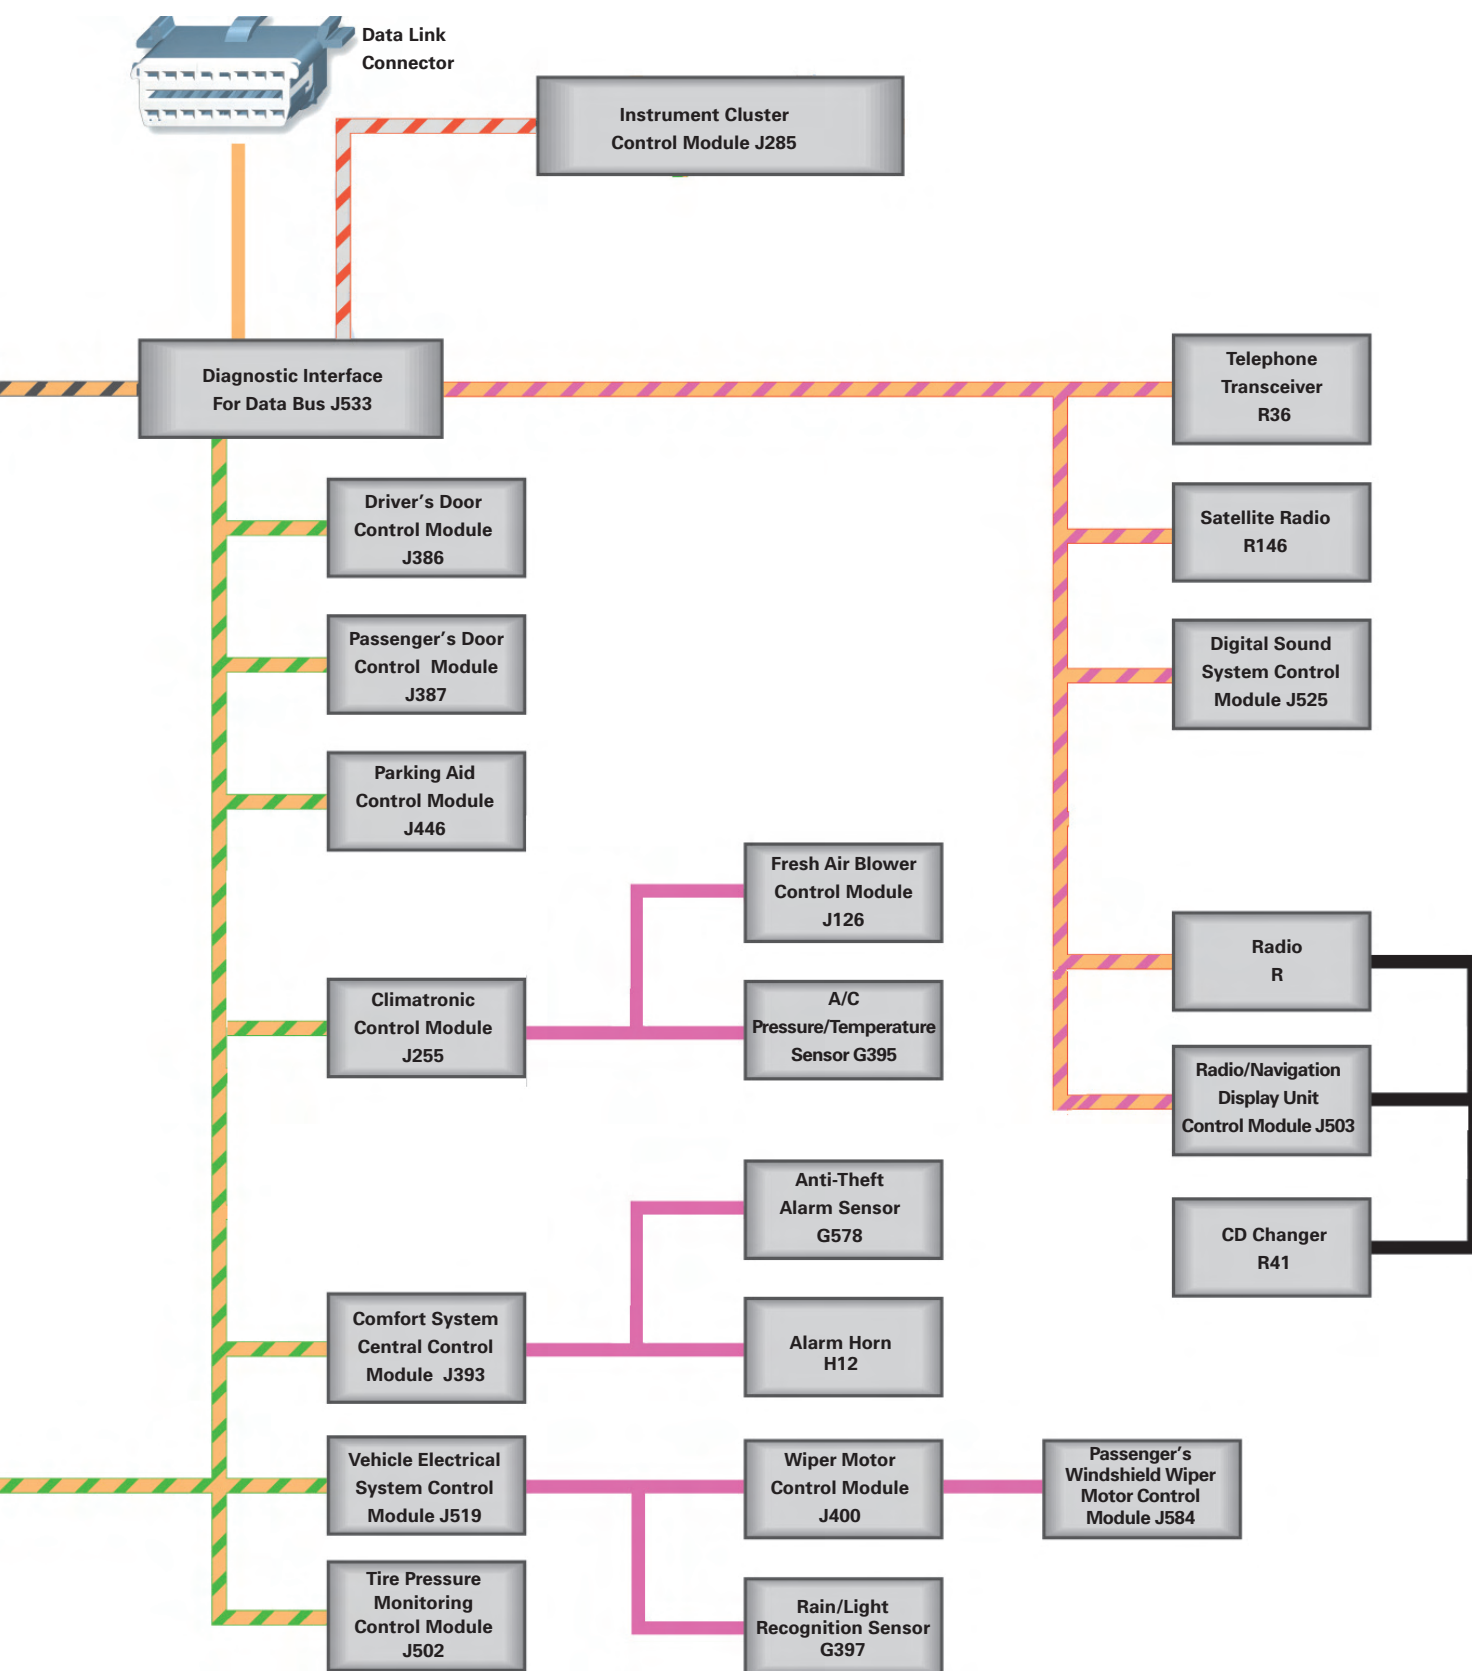 Data Link
Connector
Instrument Cluster
Control Module J285
Diagnostic Interface
For Data Bus J533
Telephone
Transceiver
R36
Driver's Door
Control Module
J386
Satellite Radio
R146
Passenger's Door
Control Module
J387
Digital Sound
System Control
Module J525
Parking Aid
Control Module
J446
Fresh Air Blower
Control Module
J126
Radio
R
Climatronic
Control Module
J255
A/C
Pressure/Temperature
Sensor G395
Radio/Navigation
Display Unit
Control Module J503
Anti-Theft
Alarm Sensor
G578
CD Changer
R41
Comfort System
Central Control
Module J393
Alarm Horn
H12
Vehicle Electrical
System Control
Module J519
Wiper Motor
Control Module
J400
Passenger's
Windshield Wiper
Motor Control
Module J584
Tire Pressure
Monitoring
Control Module
J502
Rain/Light
Recognition Sensor
G397